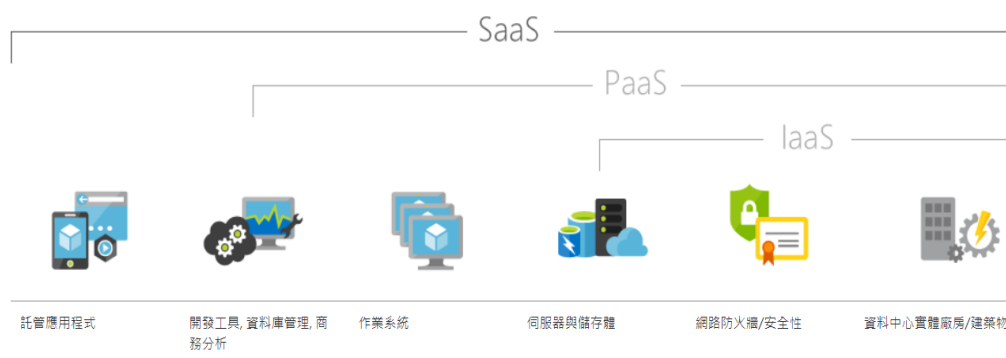 SaaS
PaaS
IaaS
託管應用程式
開發工具, 資料庫管理, 商
務分析
作業系統
伺服器與儲存體
網路防火牆/安全性
資料中心實體廠房/建築物